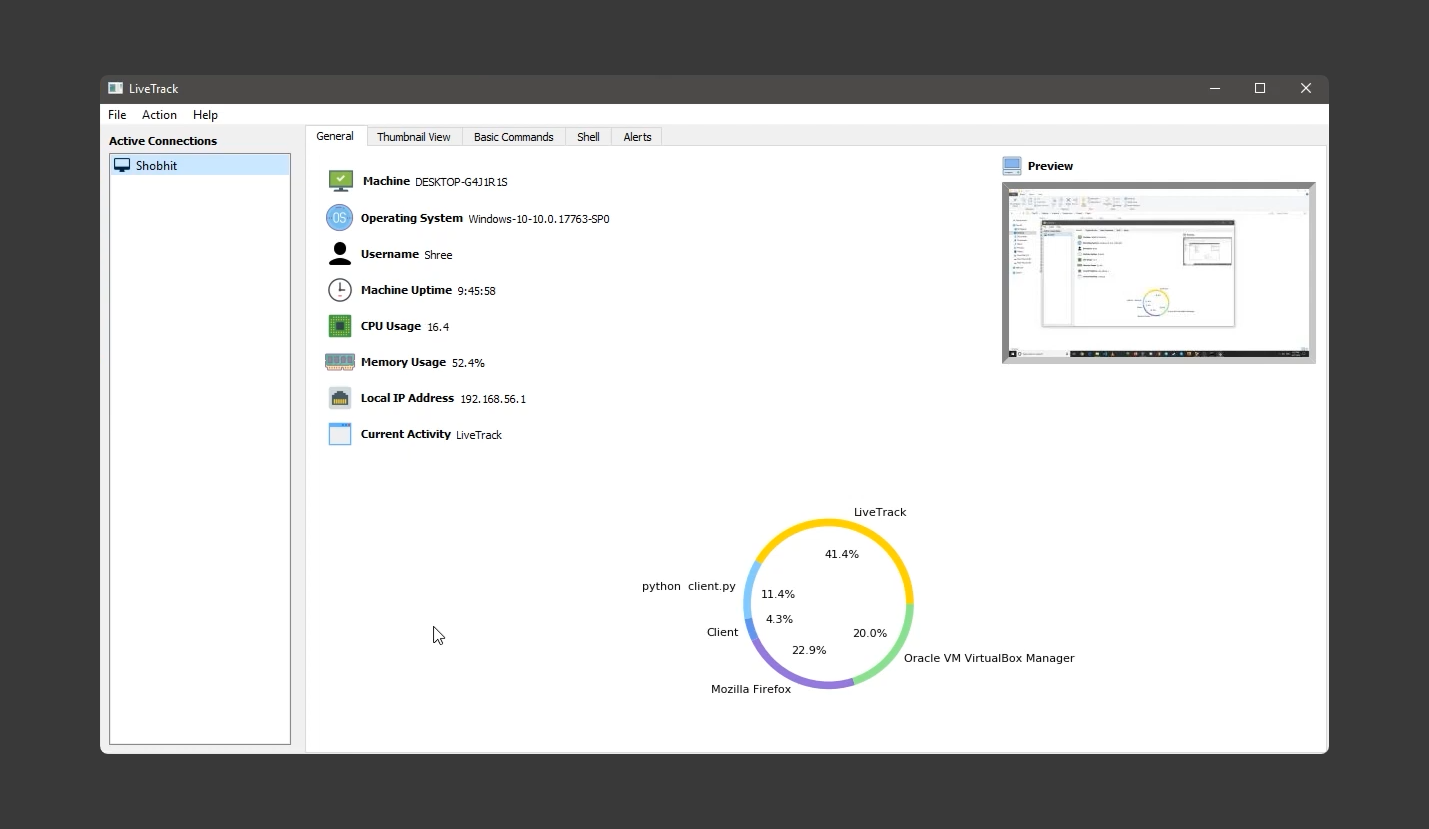 LiveTrack
File Action Help
Active Connections
Shobhit
General Thumbnail View Basic Commands Shell Alerts
Machine DESKTOP-G4J1R1S
OS Operating System Windows-10-10.0.17763-SP0
Username Shree
Machine Uptime 9:45:58
CPU Usage 16.4
Memory Usage 52.4%
Local IP Address 192.168.56.1
Current Activity LiveTrack
Preview
LiveTrack
41.4%
python client.py
11.4%
4.3%
Client
20.0%
22.9%
Oracle VM VirtualBox Manager
Mozilla Firefox